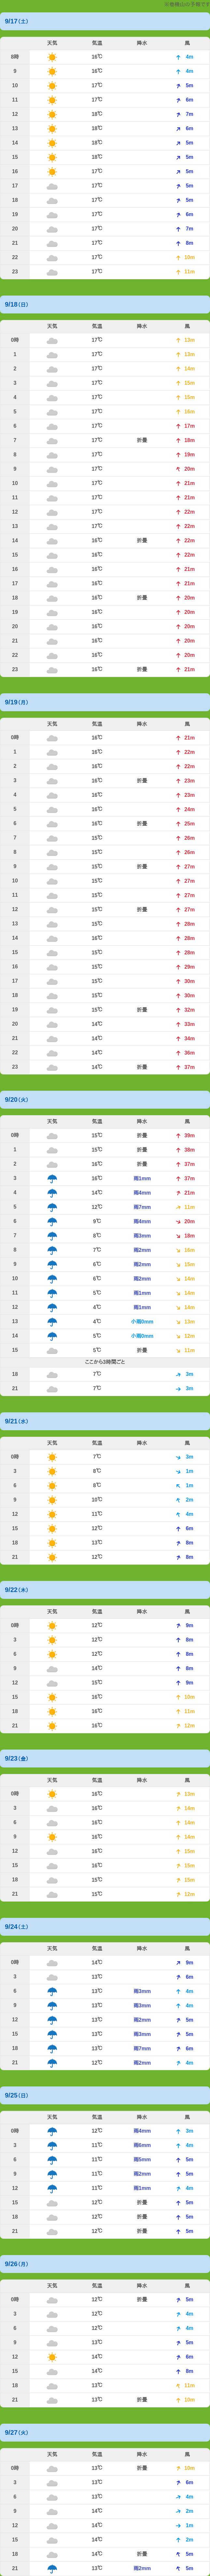 9/17(土)
天気 気温 降水 風
8時 16℃ 4m
9 16℃ 4m
10 17℃ 5m
11 17℃ 6m
12 18℃ 7m
13 18℃ 6m
14 18℃ 5m
15 18℃ 5m
16 17℃ 5m
17 17℃ 5m
18 17℃ 5m
19 17℃ 6m
20 17℃ 7m
21 17℃ 8m
22 17℃ 10m
23 17℃ 11m
9/18(日)
天気 気温 降水 風
0時 17℃ 13m
1 17℃ 13m
2 17℃ 14m
3 17℃ 15m
4 17℃ 15m
5 17℃ 16m
6 17℃ 17m
7 17℃ 折畳 18m
8 17℃ 19m
9 17℃ 20m
10 17℃ 21m
11 17℃ 21m
12 17℃ 22m
13 17℃ 22m
14 16℃ 折畳 22m
15 16℃ 22m
16 16℃ 21m
17 16℃ 21m
18 16℃ 折畳 20m
19 16℃ 20m
20 16℃ 20m
21 16℃ 20m
22 16℃ 20m
23 16℃ 折畳 21m
9/19(月)
天気 気温 降水 風
0時 16℃ 21m
1 16℃ 22m
2 16℃ 22m
3 16℃ 折畳 23m
4 16℃ 23m
5 16℃ 24m
6 16℃ 折畳 25m
7 15℃ 26m
8 15℃ 26m
9 15℃ 折畳 27m
10 15℃ 27m
11 15℃ 27m
12 15℃ 折畳 27m
13 15℃ 28m
14 16℃ 28m
15 15℃ 28m
16 15℃ 29m
17 15℃ 30m
18 15℃ 30m
19 15℃ 折畳 32m
20 14℃ 33m
21 14℃ 34m
22 14℃ 36m
23 14℃ 折畳 37m
9/20(火)
天気 気温 降水 風
0時 15℃ 折畳 39m
1 15℃ 折畳 38m
2 16℃ 折畳 37m
3 16℃ 雨1mm 37m
4 14℃ 雨4mm 21m
5 12℃ 雨7mm 11m
6 9℃ 雨4mm 20m
7 8℃ 雨3mm 18m
8 7℃ 雨2mm 16m
9 6℃ 雨2mm 15m
10 6℃ 雨2mm 14m
11 5℃ 雨1mm 14m
12 4℃ 雨1mm 14m
13 4℃ 小雨0mm 13m
14 5℃ 小雨0mm 12m
15 5℃ 折畳 11m
ここから3時間ごと
18 7℃ 3m
21 7℃ 3m
9/21(水)
天気 気温 降水 風
0時 7℃ 3m
3 8℃ 1m
6 8℃ 1m
9 10℃ 2m
12 11℃ 4m
15 12℃ 6m
18 13℃ 8m
21 12℃ 8m
9/22(木)
天気 気温 降水 風
0時 12℃ 9m
3 12℃ 8m
6 12℃ 8m
9 14℃ 8m
12 15℃ 9m
15 16℃ 10m
18 16℃ 11m
21 16℃ 12m
9/23(金)
天気 気温 降水 風
0時 16℃ 13m
3 16℃ 14m
6 16℃ 14m
9 16℃ 14m
12 16℃ 15m
15 16℃ 15m
18 15℃ 15m
21 15℃ 12m
9/24(土)
天気 気温 降水 風
0時 14℃ 9m
3 13℃ 6m
6 13℃ 雨3mm 4m
9 13℃ 雨3mm 4m
12 13℃ 雨2mm 5m
15 13℃ 雨3mm 5m
18 13℃ 雨7mm 6m
21 12℃ 雨2mm 4m
9/25(日)
天気 気温 降水 風
0時 12℃ 雨4mm 3m
3 11℃ 雨6mm 4m
6 11℃ 雨5mm 5m
9 11℃ 雨2mm 5m
12 11℃ 雨1mm 4m
15 12℃ 折畳 5m
18 12℃ 折畳 5m
21 12℃ 折畳 5m
9/26(月)
天気 気温 降水 風
0時 12℃ 折畳 5m
3 12℃ 4m
6 12℃ 4m
9 13℃ 5m
12 14℃ 6m
15 14℃ 8m
18 13℃ 11m
21 13℃ 折畳 10m
9/27(火)
天気 気温 降水 風
0時 13℃ 折畳 10m
3 13℃ 6m
6 13℃ 4m
9 14℃ 2m
12 14℃ 1m
15 14℃ 2m
18 14℃ 折畳 5m
21 13℃ 雨2mm 5m